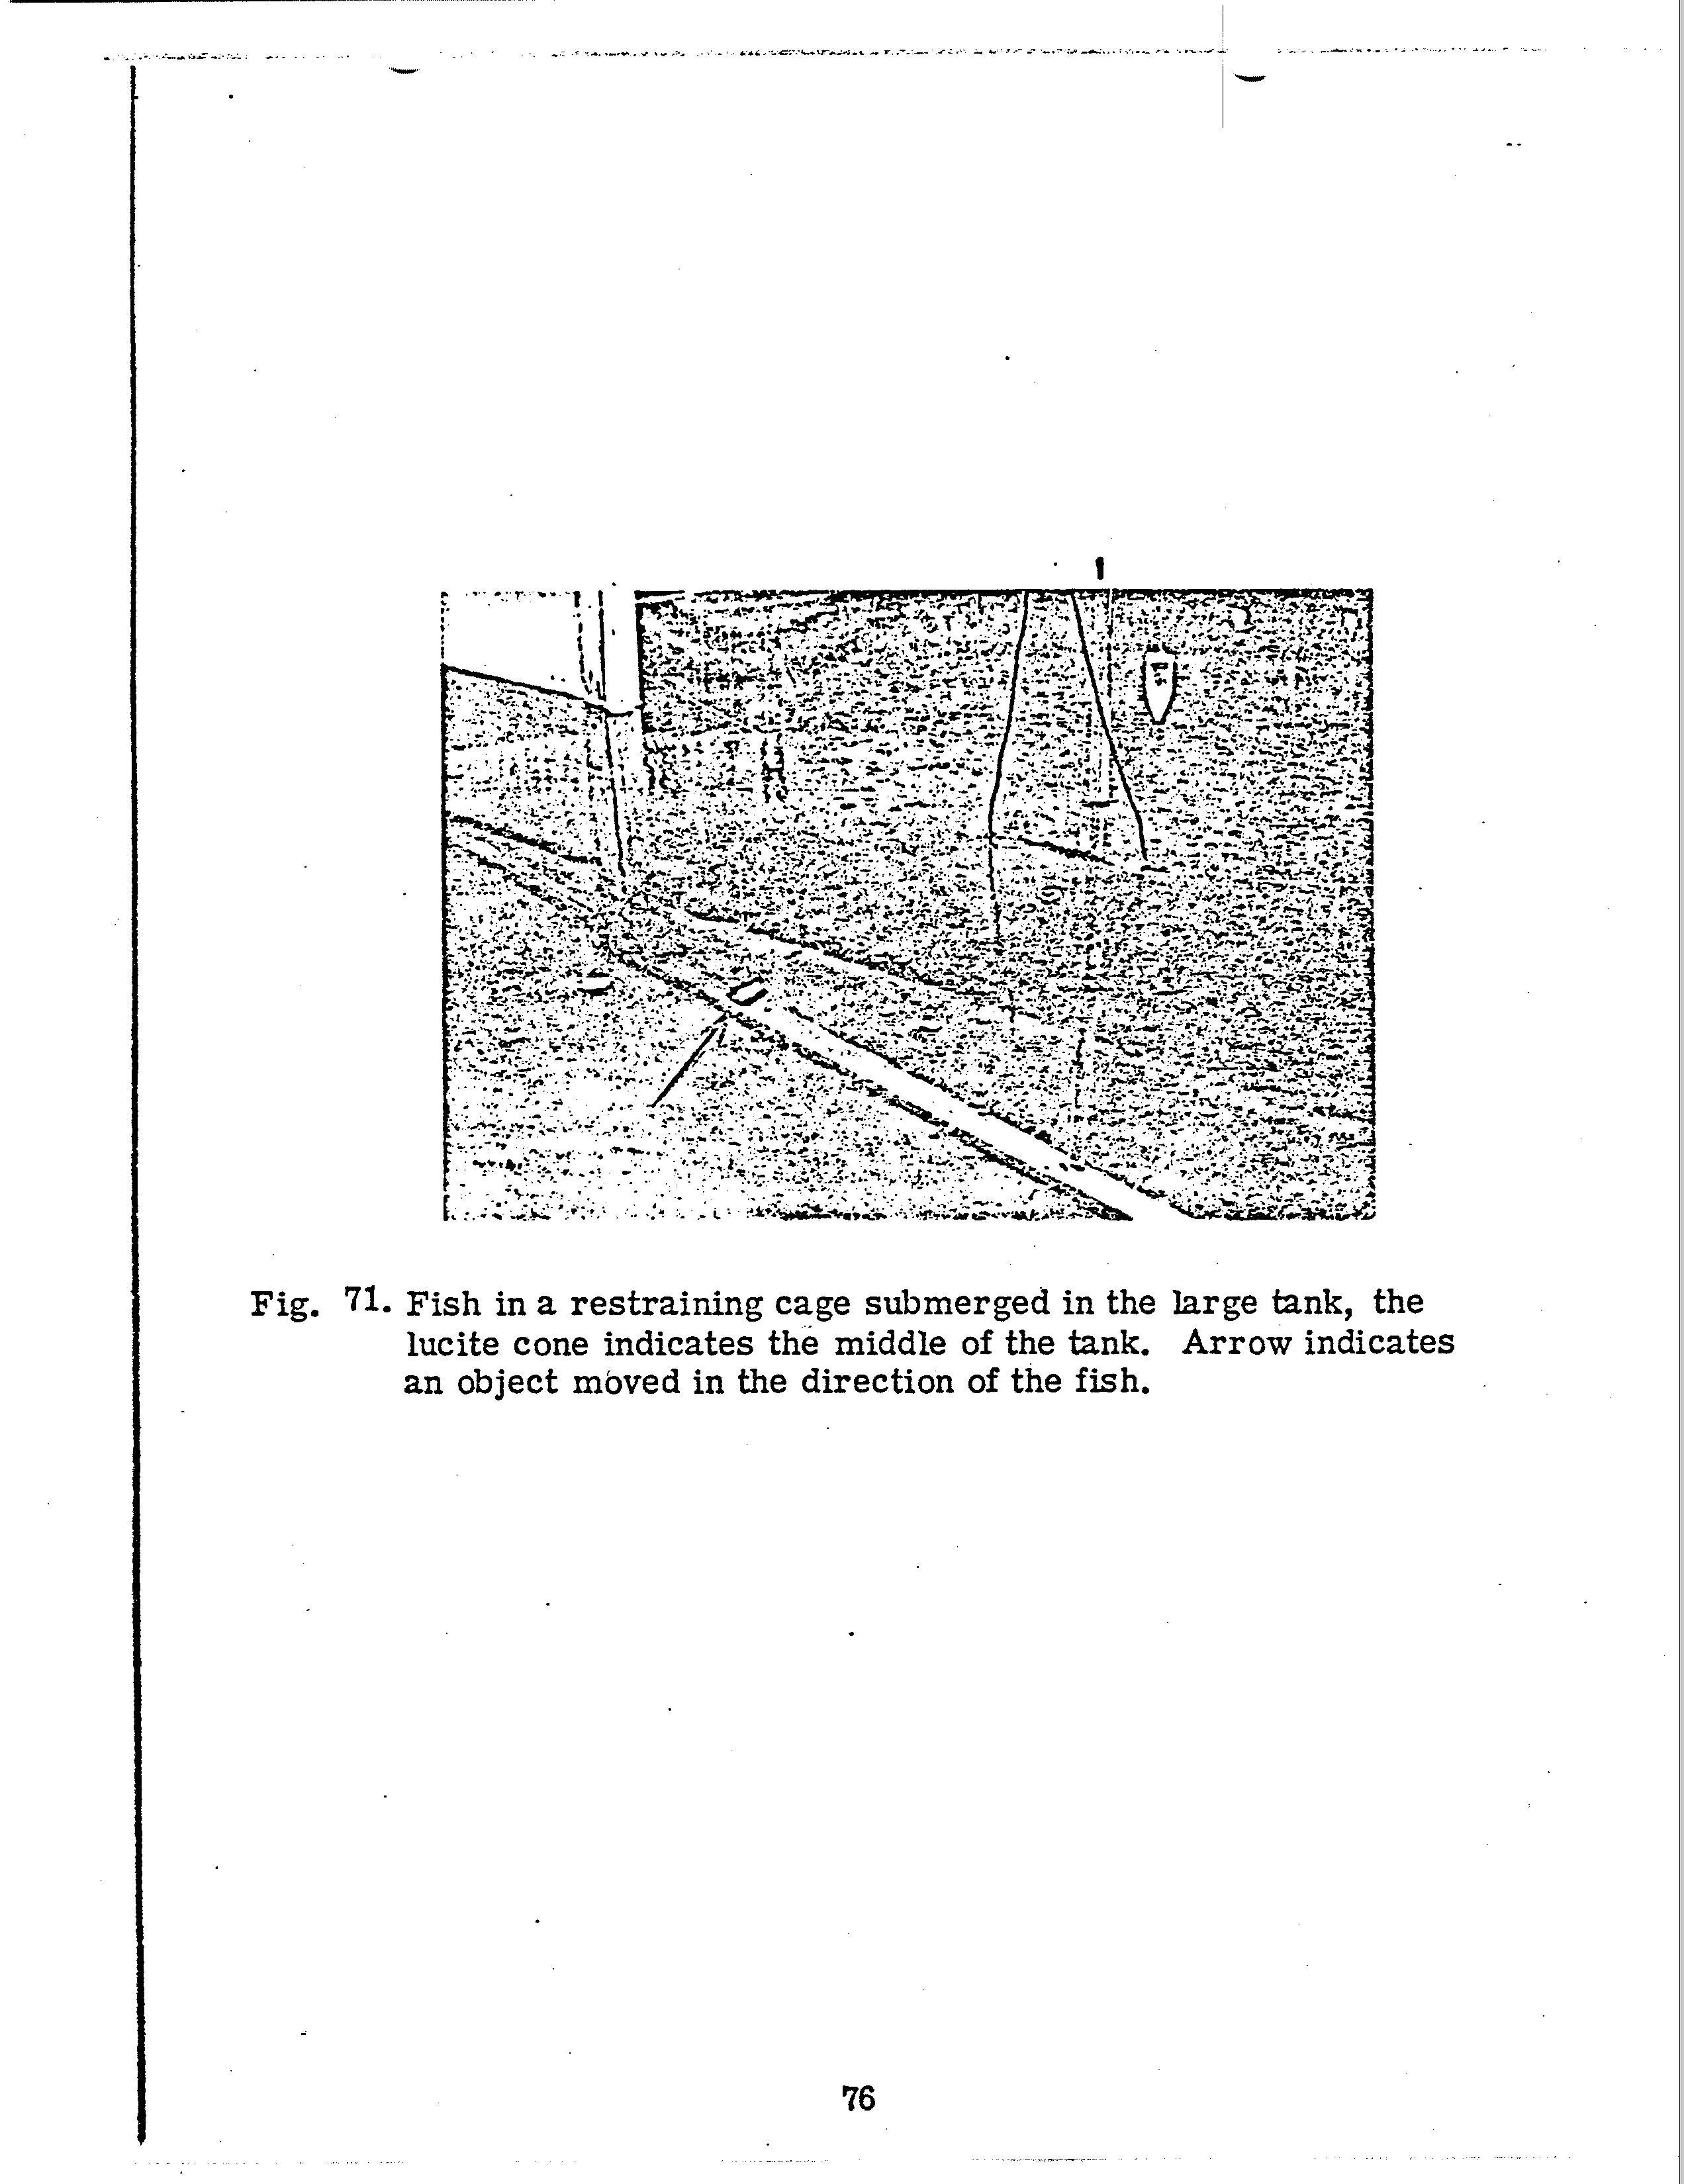 Fig. 71. Fish in a restraining cage submerged in the large tank, the
lucite cone indicates the middle of the tank. Arrow indicates
an object moved in the direction of the fish.
76